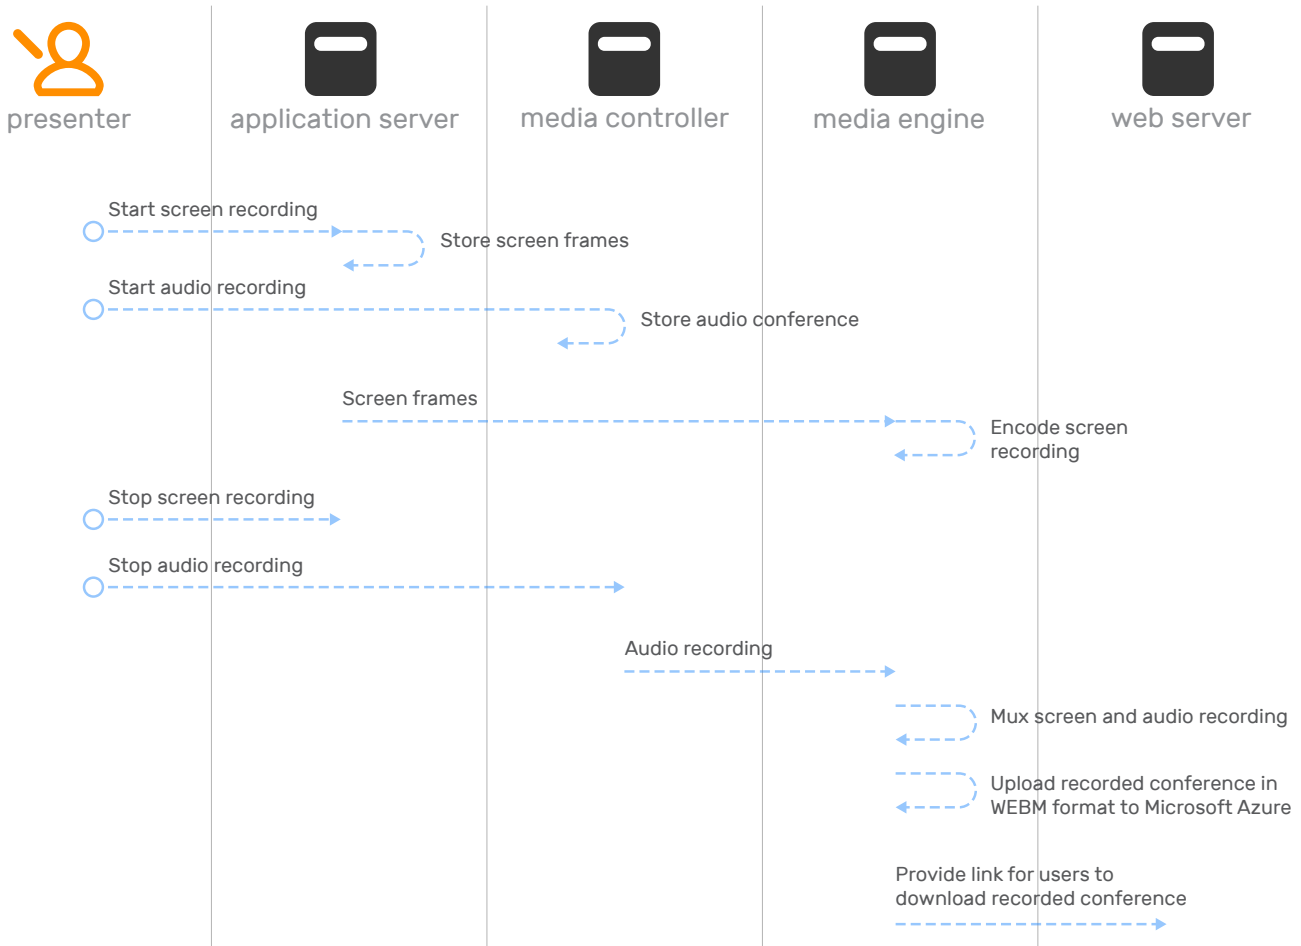 presenter
application server
media controller
media engine
web server
Start screen recording
Store screen frames
Start audio recording
Store audio conference
Screen frames
Encode screen
recording
Stop screen recording
Stop audio recording
Audio recording
Mux screen and audio recording
Upload recorded conference in
WEBM format to Microsoft Azure
Provide link for users to
download recorded conference